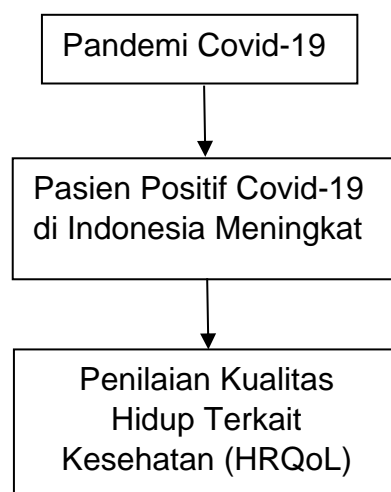 Pandemi Covid-19
Pasien Positif Covid-19
di Indonesia Meningkat
Penilaian Kualitas
Hidup Terkait
Kesehatan (HRQoL)